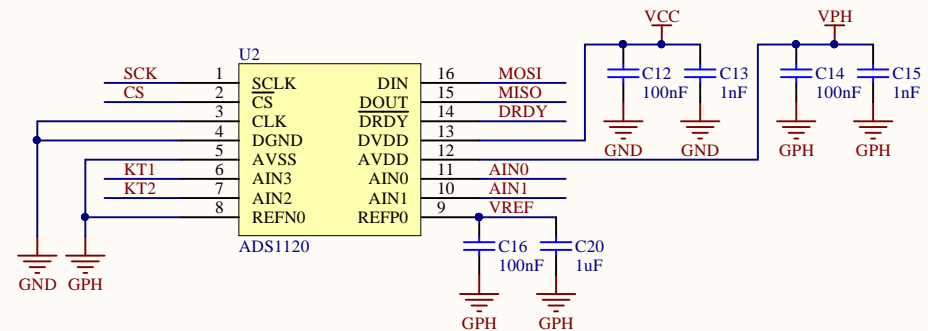 VCC
VPH
U2
SCK 1 SCLK DIN 16 MOSI
CS 2 CS DOUT 15 MISO
3 CLK DRDY 14 DRDY
4 DGND DVDD 13
5 AVSS AVDD 12
KT1 6 AIN3 AIN0 11 AIN0
KT2 7 AIN2 AIN1 10 AIN1
8 REFN0 REFP0 9 VREF
ADS1120
C12
100nF
C13
1nF
C14
100nF
C15
1nF
GND
GND
GPH
GPH
C16
100nF
C20
1uF
GND
GPH
GPH
GPH